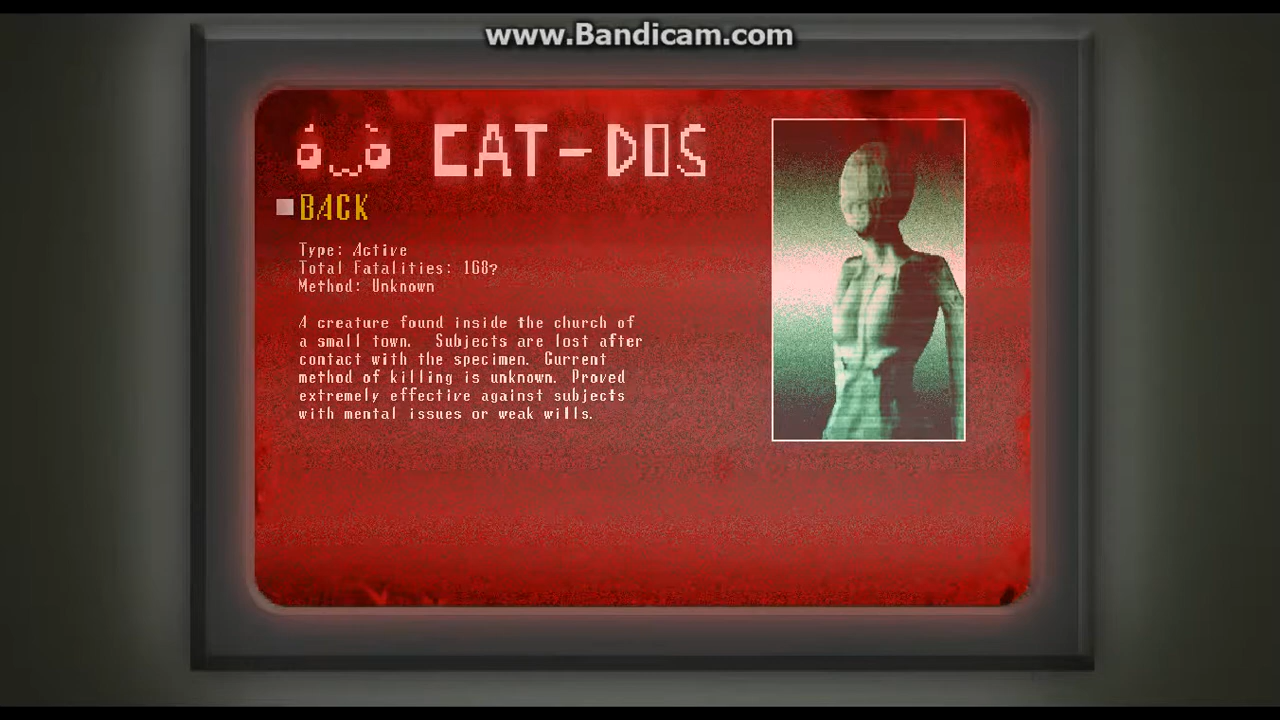 www.Bandicam.com
CAT-DOS
BACK
Type: Active
Total Fatalities: 168?
Method: Unknown
A creature found inside the church of
a small town. Subjects are lost after
contact with the specimen. Current
method of killing is unknown. Proved
extremely effective against subjects
with mental issues or weak wills.